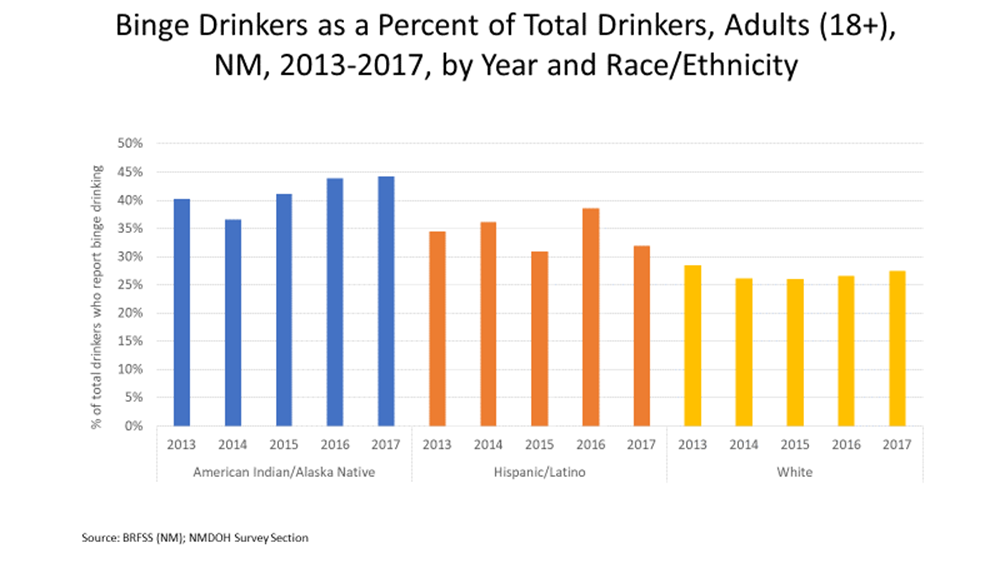 Binge Drinkers as a Percent of Total Drinkers, Adults (18+),
NM, 2013-2017, by Year and Race/Ethnicity
% of total drinkers who report binge drinking
50%
45%
40%
35%
30%
25%
20%
15%
10%
5%
0%
2013 2014 2015 2016 2017 2013 2014 2015 2016 2017 2013 2014 2015 2016 2017
American Indian/Alaska Native Hispanic/Latino White
Source: BRFSS (NM); NMDOH Survey Section